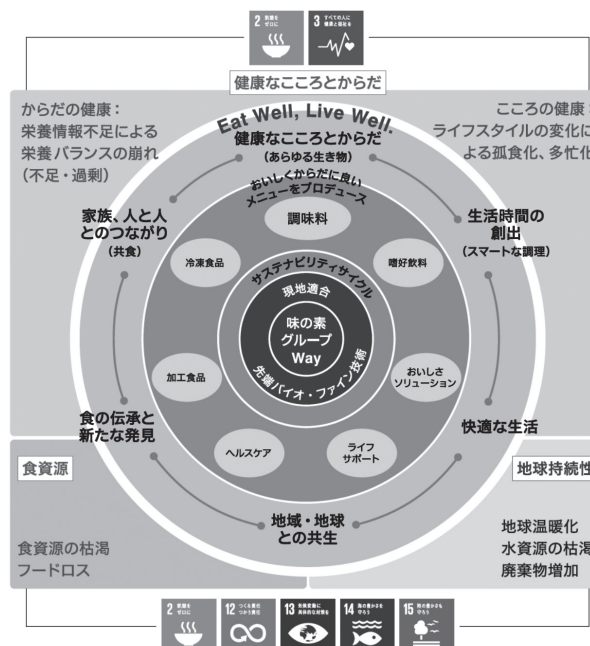 2 飢餓を
ゼロに
3 すべての人に
健康と福祉を
健康なこころとからだ
からだの健康：
栄養情報不足による
栄養バランスの崩れ
（不足・過剰）
こころの健康：
ライフスタイルの変化に
よる孤食化、多忙化
Eat Well, Live Well.
健康なこころとからだ
（あらゆる生き物）
おいしくからだに良い
メニューをプロデュース
家族、人と人
とのつながり
（共食）
生活時間の
創出
（スマートな調理）
調味料
冷凍食品
嗜好飲料
サステナビリティサイクル
現地適合
味の素
グループ
Way
先端バイオ・ファイン技術
加工食品
おいしさ
ソリューション
ヘルスケア
ライフ
サポート
食の伝承と
新たな発見
快適な生活
地域・地球
との共生
食資源
食資源の枯渇
フードロス
地球持続性
地球温暖化
水資源の枯渇
廃棄物増加
2 飢餓を
ゼロに
12 つくる責任
つかう責任
13 気候変動に
具体的な対策を
14 海の豊かさを
守ろう
15 陸の豊かさも
守ろう